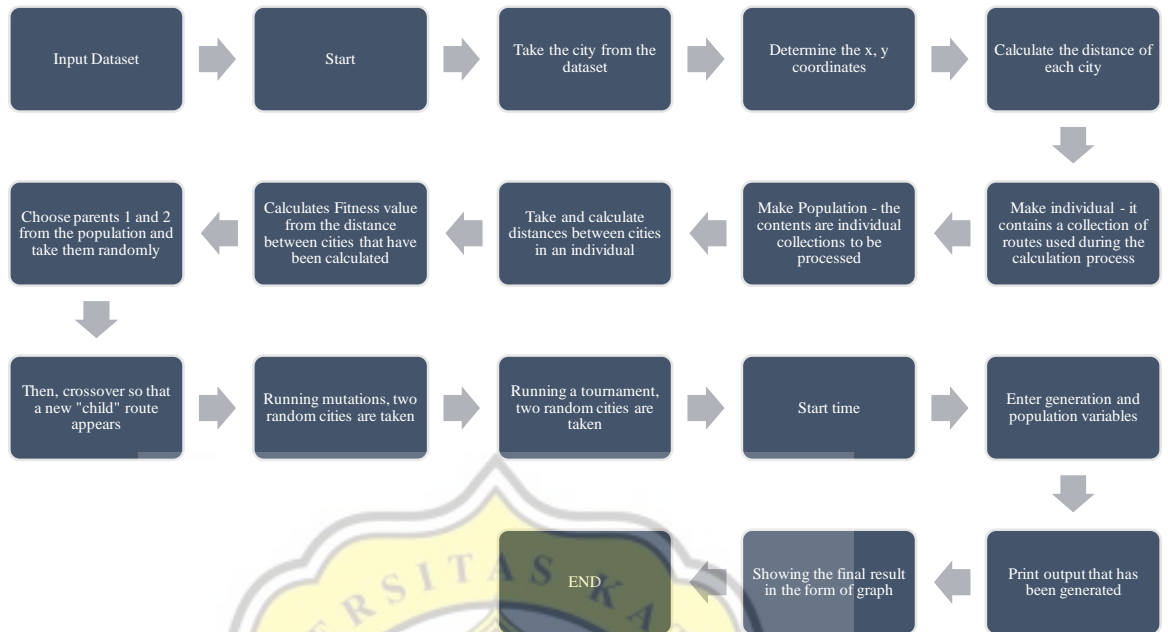 Input Dataset
Start
Take the city from the
dataset
Determine the x, y
coordinates
Calculate the distance of
each city
Make individual - it
contains a collection of
routes used during the
calculation process
Make Population - the
contents are individual
collections to be
processed
Take and calculate
distances between cities
in an individual
Calculates Fitness value
from the distance
between cities that have
been calculated
Choose parents 1 and 2
from the population and
take them randomly
Then, crossover so that
a new "child" route
appears
Running mutations, two
random cities are taken
Running a tournament,
two random cities are
taken
Start time
Enter generation and
population variables
Print output that has
been generated
Showing the final result
in the form of graph
END